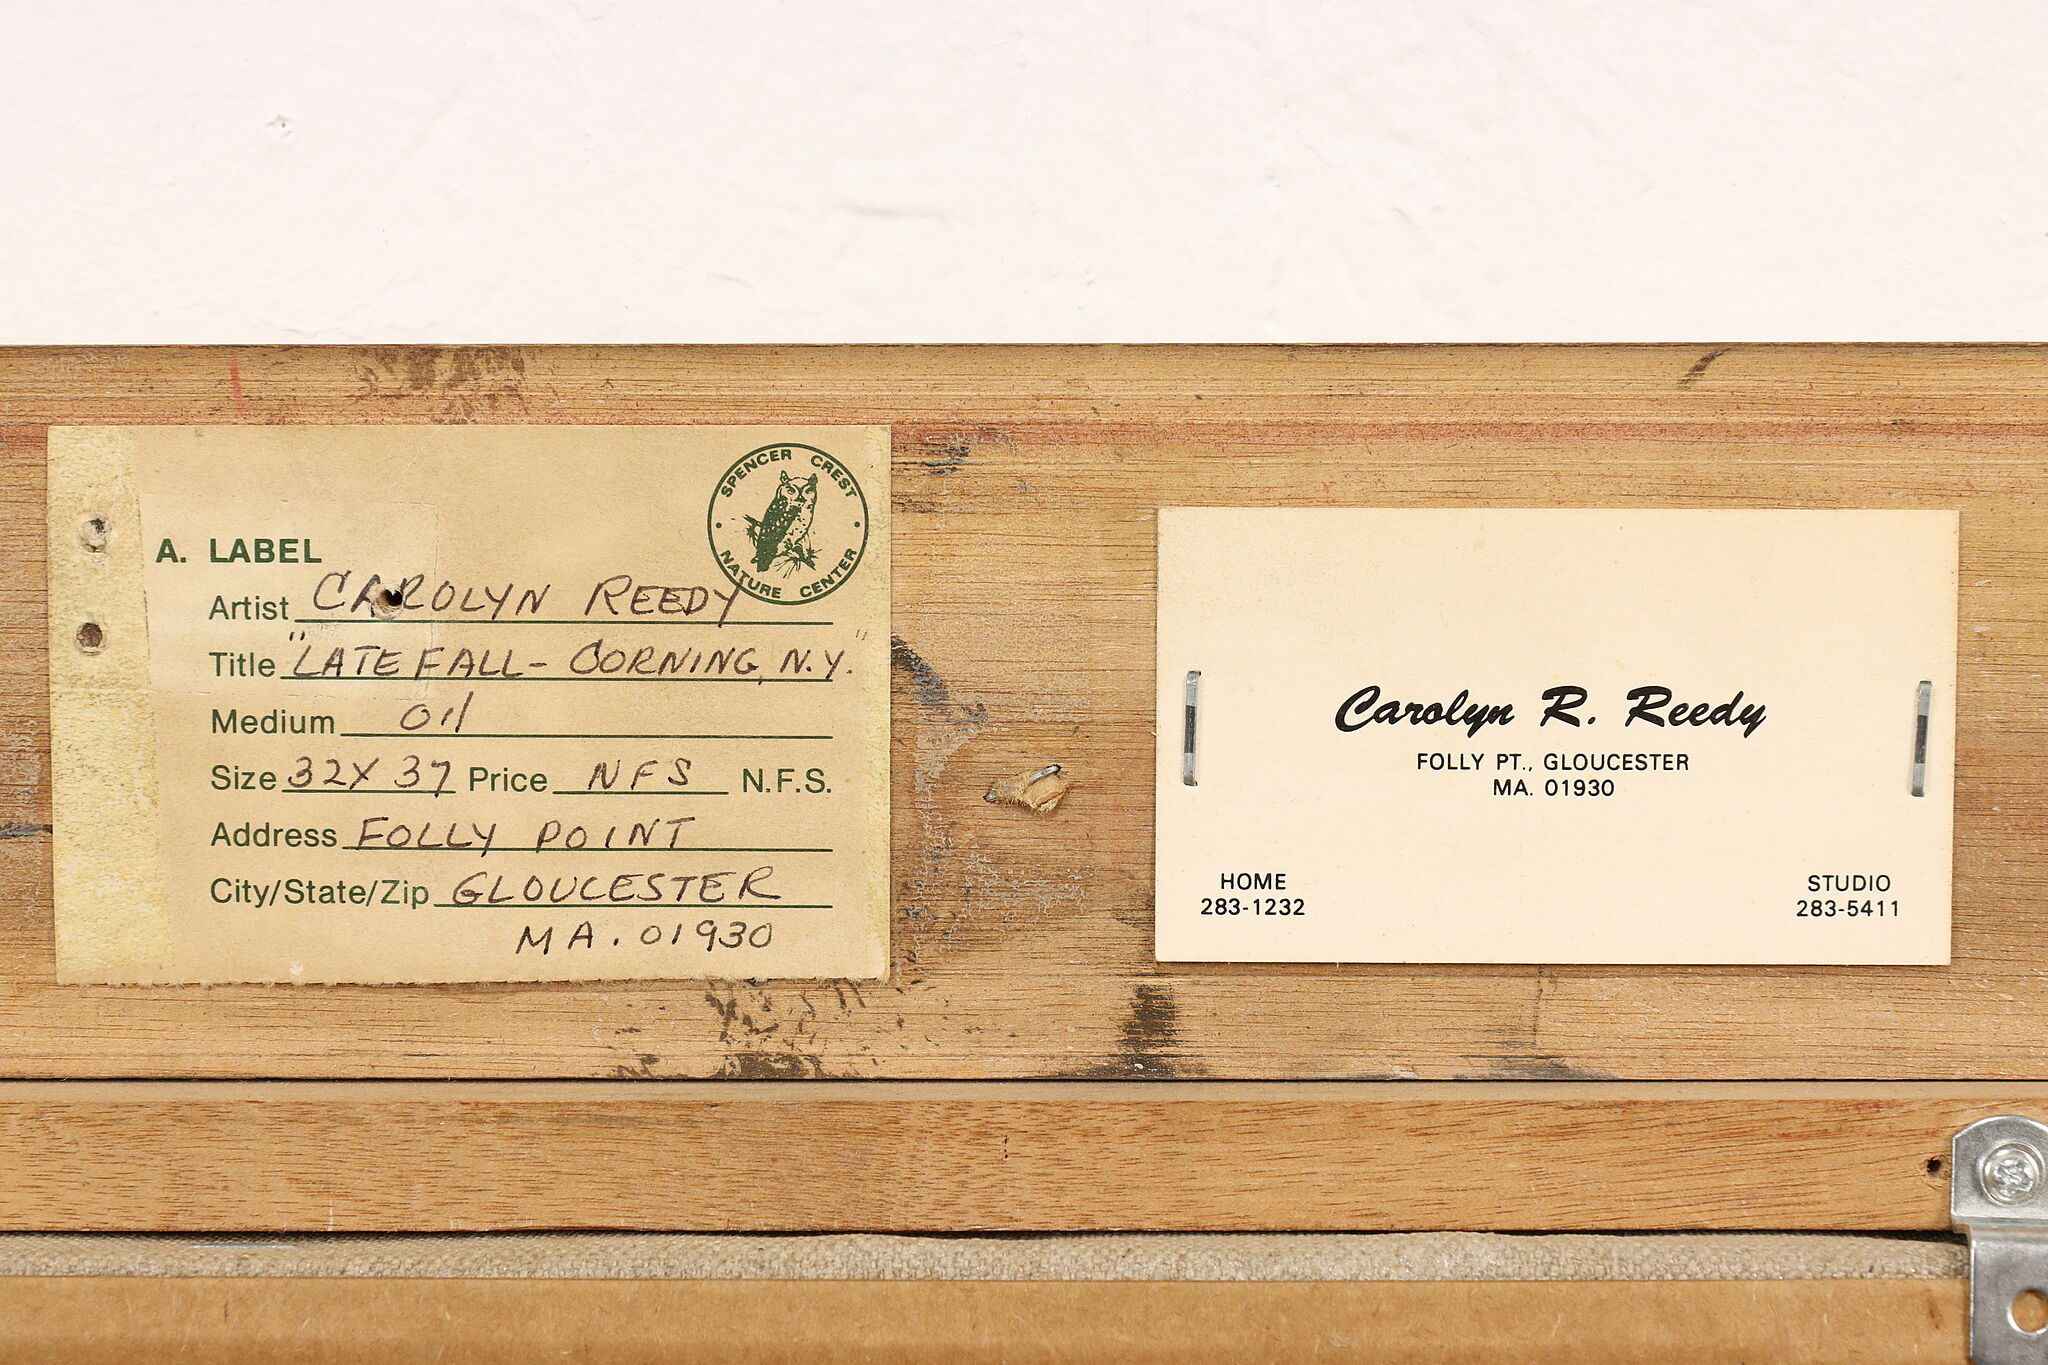 SPENCER CREST
NATURE CENTER
A. LABEL
Artist CAROLYN REEDY
Title "LATE FALL - CORNING, N.Y."
Medium Oil
Size 32 X 37 Price NFS N.F.S.
Address FOLLY POINT
City/State/Zip GLOUCESTER
MA. 01930
Carolyn R. Reedy
FOLLY PT., GLOUCESTER
MA. 01930
HOME
283-1232
STUDIO
283-5411